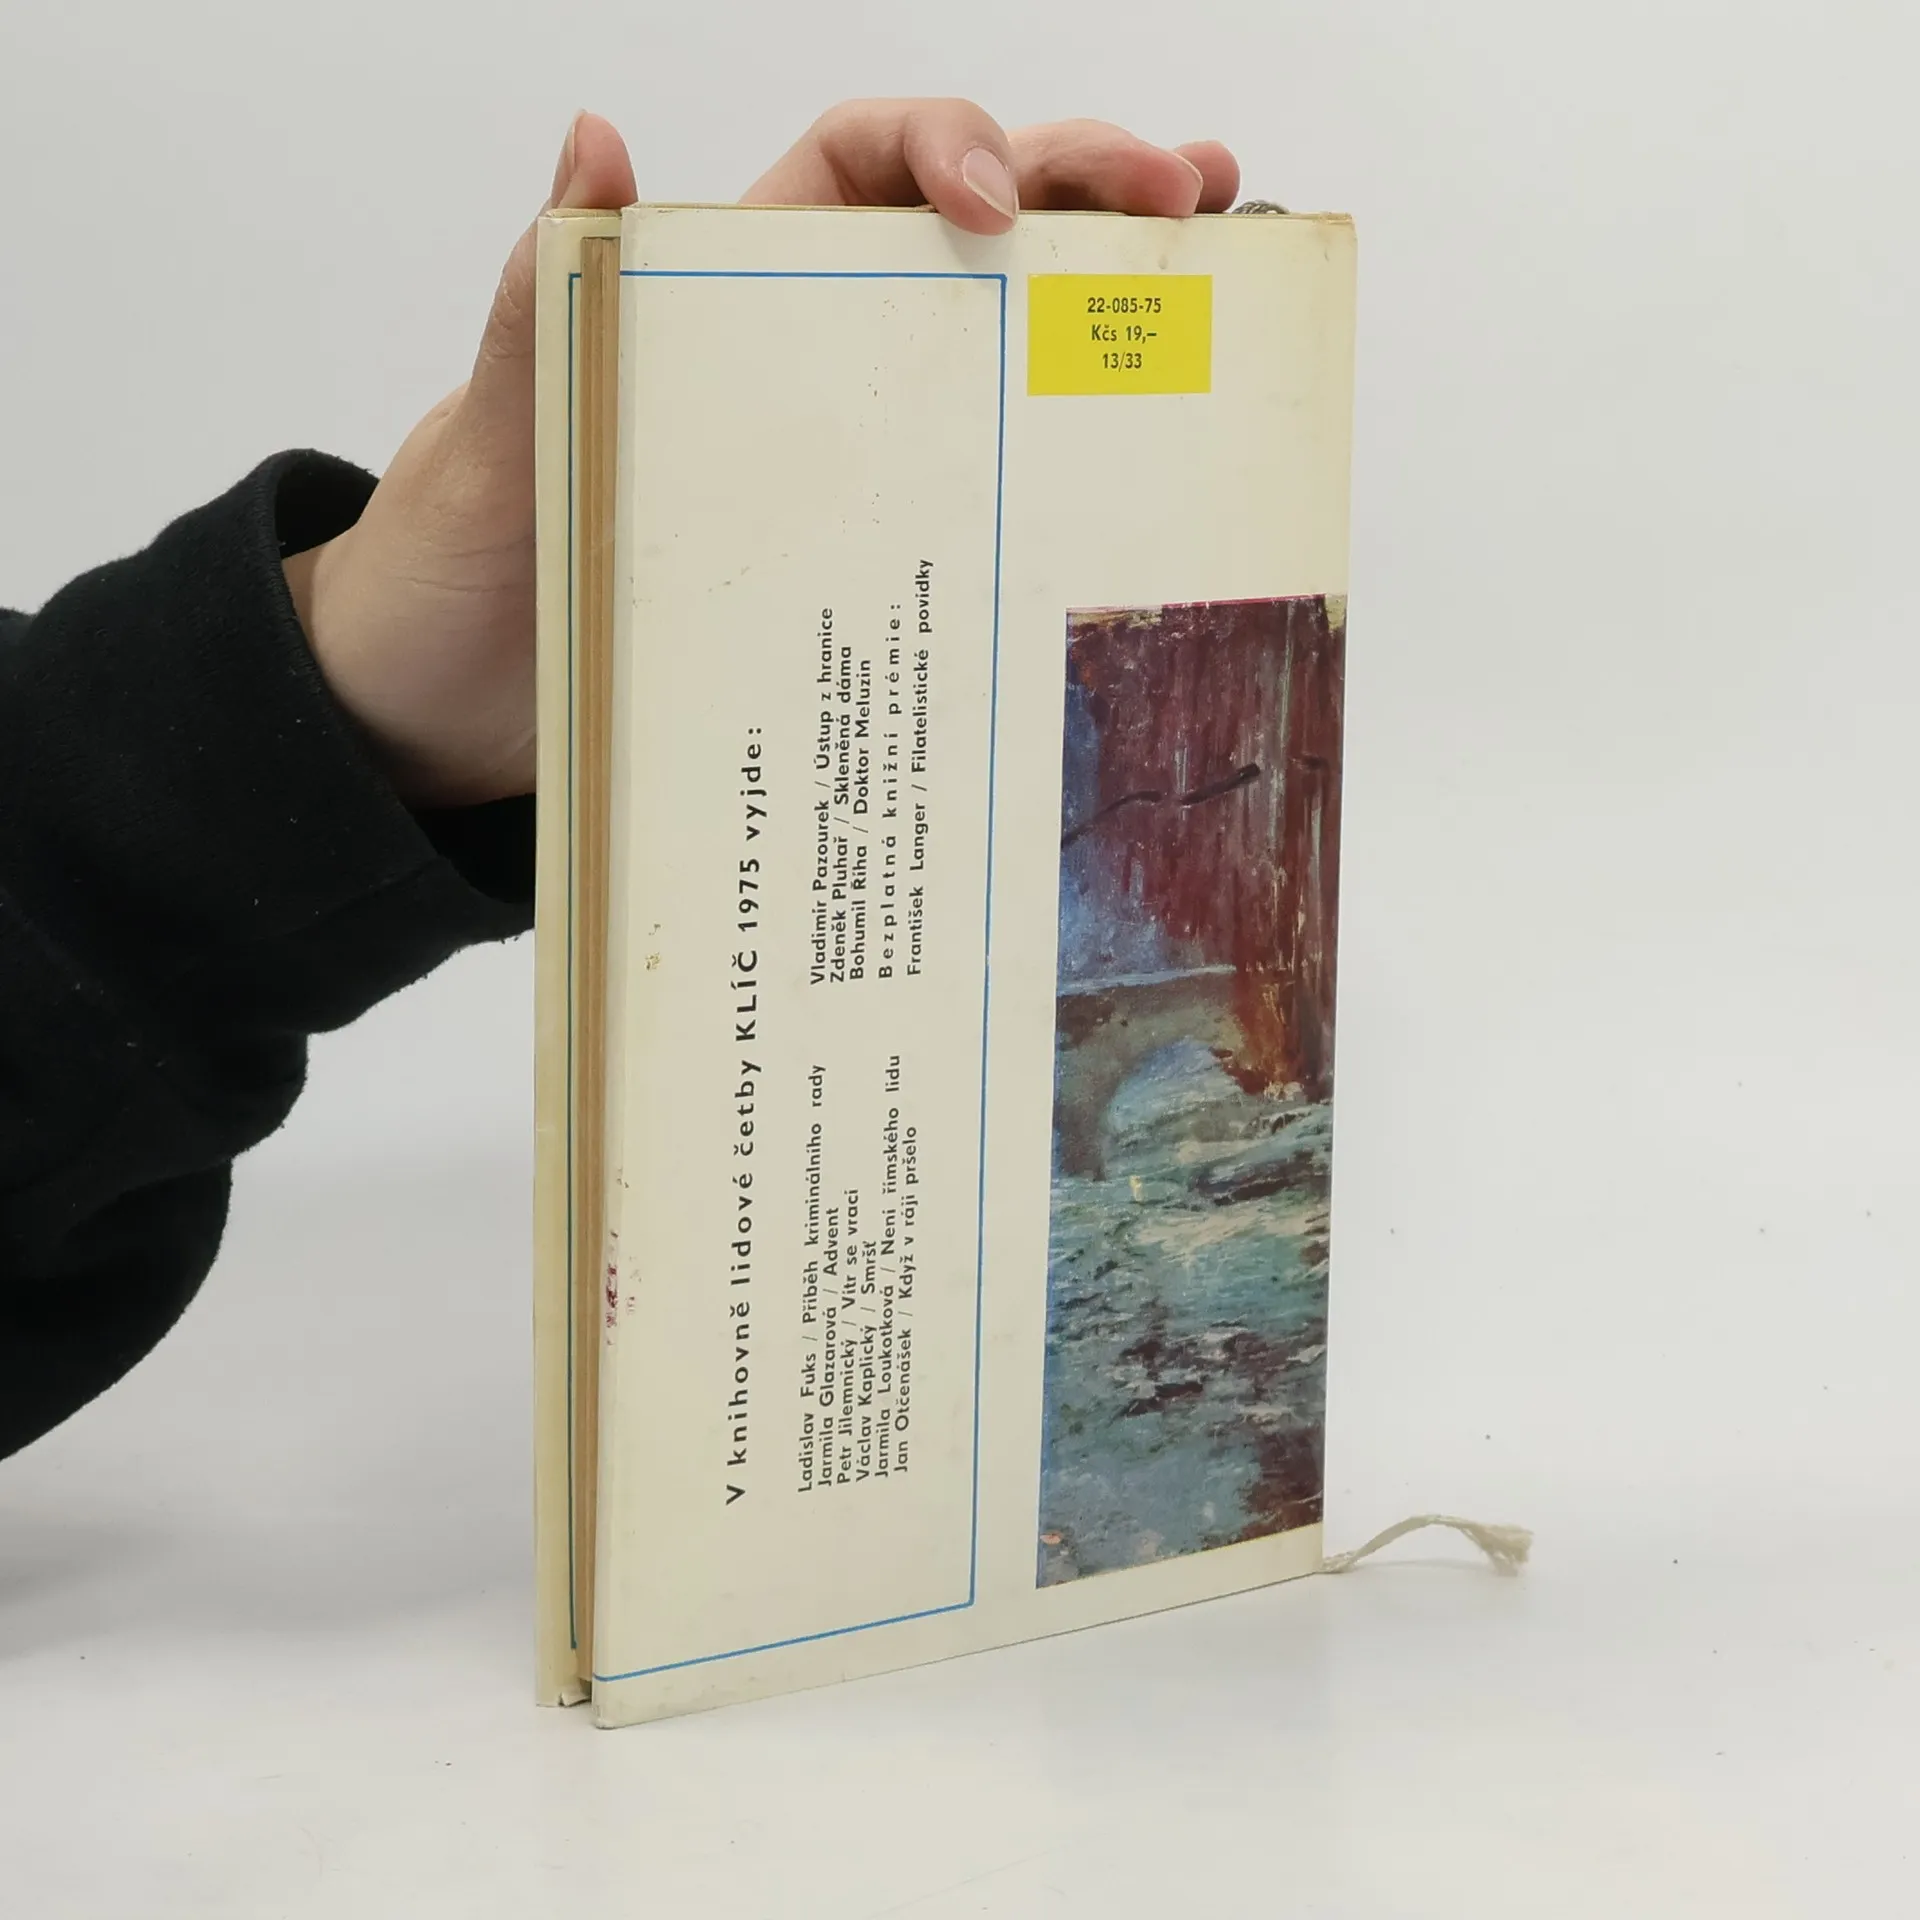 22-085-75
Kčs 19,–
13/33
V knihovně lidové četby KLÍČ 1975 vyjde:
Ladislav Fuks / Příběh kriminálního rady
Jarmila Glazarová / Advent
Petr Jilemnický / Vítr se vrací
Václav Kaplický / Smršť
Jarmila Loukotková / Není římského lidu
Jan Otčenášek / Když v ráji pršelo
Vladimír Pazourek / Ústup z hranice
Zdeněk Pluhař / Skleněná dáma
Bohumil Říha / Doktor Meluzin
Bezplatná knižní prémie:
František Langer / Filatelistické povídky